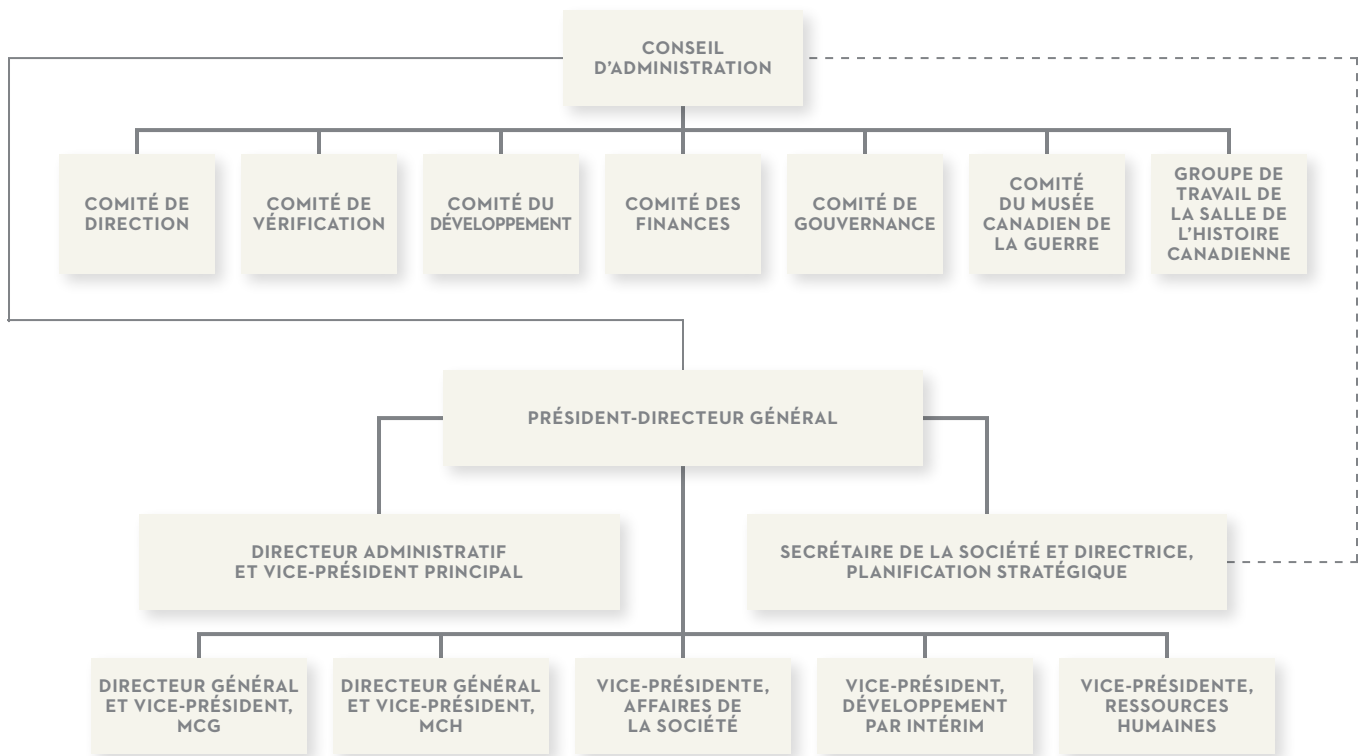 CONSEIL
D’ADMINISTRATION
COMITÉ DE
DIRECTION
COMITÉ DE
VÉRIFICATION
COMITÉ DU
DÉVELOPPEMENT
COMITÉ DES
FINANCES
COMITÉ DE
GOUVERNANCE
COMITÉ
DU MUSÉE
CANADIEN DE
LA GUERRE
GROUPE DE
TRAVAIL DE
LA SALLE DE
L’HISTOIRE
CANADIENNE
PRÉSIDENT-DIRECTEUR GÉNÉRAL
DIRECTEUR ADMINISTRATIF
ET VICE-PRÉSIDENT PRINCIPAL
SECRÉTAIRE DE LA SOCIÉTÉ ET DIRECTRICE,
PLANIFICATION STRATÉGIQUE
DIRECTEUR GÉNÉRAL
ET VICE-PRÉSIDENT,
MCG
DIRECTEUR GÉNÉRAL
ET VICE-PRÉSIDENT,
MCH
VICE-PRÉSIDENTE,
AFFAIRES DE
LA SOCIÉTÉ
VICE-PRÉSIDENT,
DÉVELOPPEMENT
PAR INTÉRIM
VICE-PRÉSIDENTE,
RESSOURCES
HUMAINES